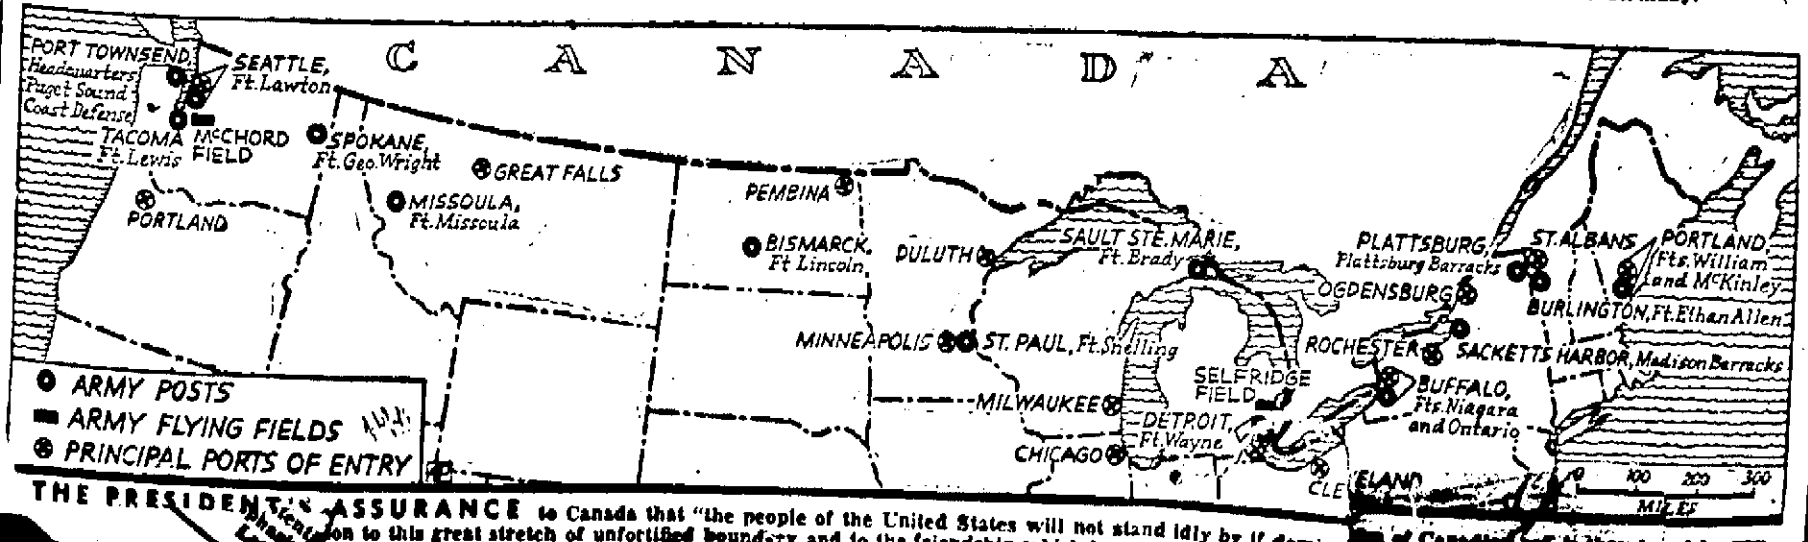 C A N A D A
PORT TOWNSEND,
Headquarters
Puget Sound
Coast Defense
SEATTLE,
Ft. Lawton
TACOMA
Ft. Lewis
McCHORD
FIELD
SPOKANE,
Ft. Geo. Wright
GREAT FALLS
MISSOULA,
Ft. Missoula
PORTLAND
PEMBINA
BISMARCK,
Ft Lincoln
DULUTH
SAULT STE. MARIE,
Ft. Brady
MINNEAPOLIS
ST. PAUL, Ft. Snelling
MILWAUKEE
CHICAGO
SELFRIDGE
FIELD
DETROIT,
Ft. Wayne
CLE ELAND
PLATTSBURG,
Plattsburg Barracks
ST. ALBANS
PORTLAND,
Fts. William
and McKinley
OGDENSBURG
BURLINGTON, Ft. Ethan Allen
ROCHESTER
SACKETTS HARBOR, Madison Barracks
BUFFALO,
Fts. Niagara
and Ontario
0 100 200 300
MILES
ARMY POSTS
ARMY FLYING FIELDS
PRINCIPAL PORTS OF ENTRY
THE PRESIDENT'S ASSURANCE to Canada that "the people of the United States will not stand idly by if
to this great stretch of unfortified boundary and to the